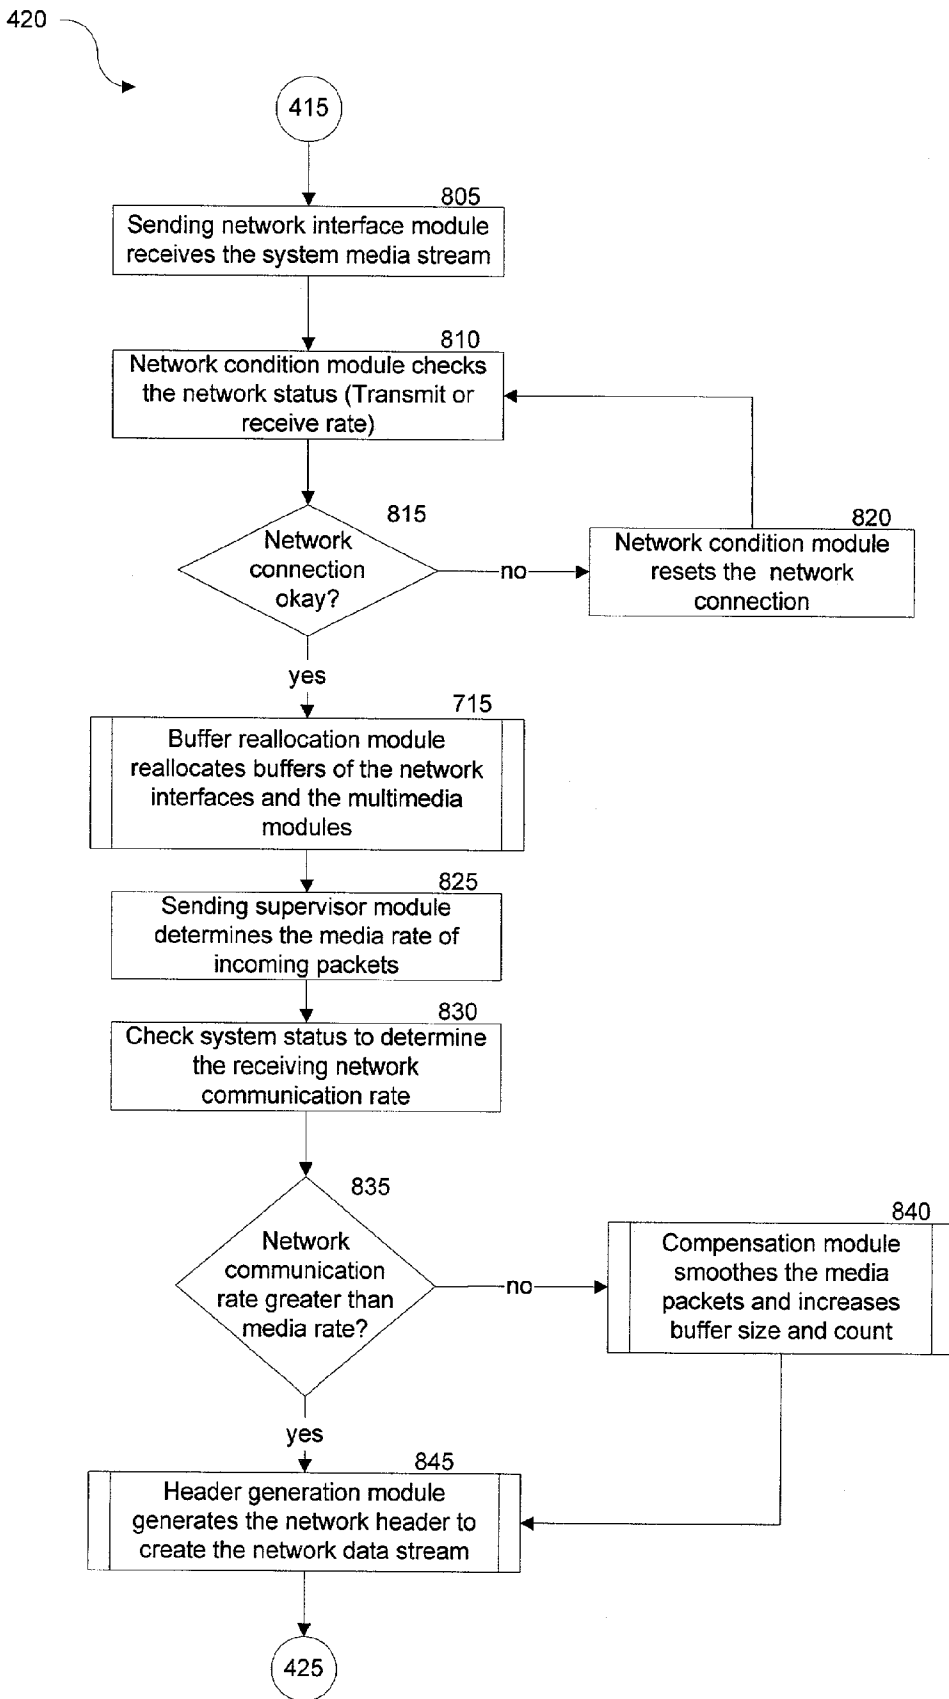 420
415
805
Sending network interface module
receives the system media stream
810
Network condition module checks
the network status (Transmit or
receive rate)
815
Network
connection
okay?
no
820
Network condition module
resets the network
connection
yes
715
Buffer reallocation module
reallocates buffers of the network
interfaces and the multimedia
modules
825
Sending supervisor module
determines the media rate of
incoming packets
830
Check system status to determine
the receiving network
communication rate
835
Network
communication
rate greater than
media rate?
no
840
Compensation module
smoothes the media
packets and increases
buffer size and count
yes
845
Header generation module
generates the network header to
create the network data stream
425